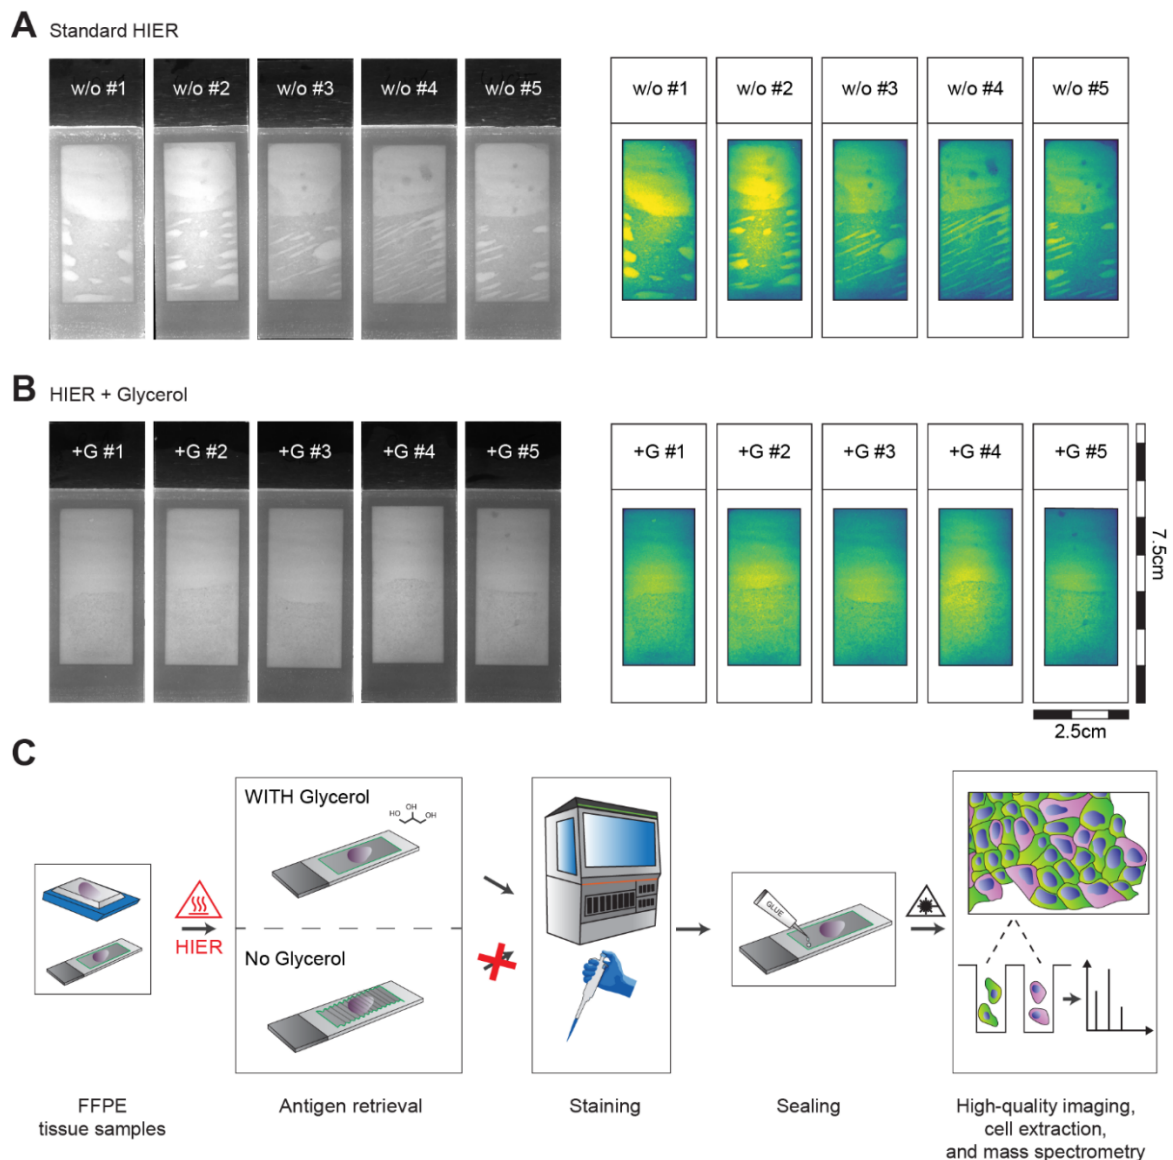 A Standard HIER
w/o #1 w/o #2 w/o #3 w/o #4 w/o #5
w/o #1 w/o #2 w/o #3 w/o #4 w/o #5
B HIER + Glycerol
+G #1 +G #2 +G #3 +G #4 +G #5
+G #1 +G #2 +G #3 +G #4 +G #5
7.5cm
2.5cm
C
WITH Glycerol
HO OH OH
HIER
No Glycerol
GLUE
FFPE
tissue samples
Antigen retrieval
Staining
Sealing
High-quality imaging,
cell extraction,
and mass spectrometry